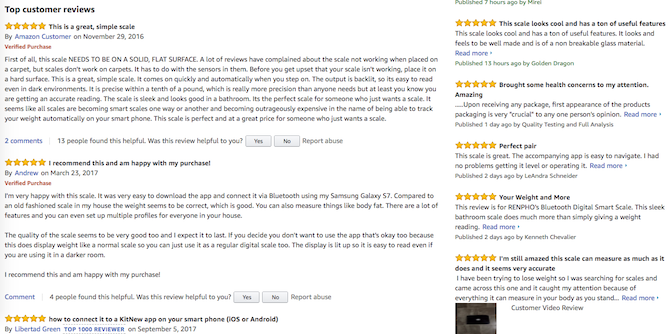 Top customer reviews
This is a great, simple scale
By Amazon Customer on November 29, 2016
Verified Purchase
First of all, this scale NEEDS TO BE ON A SOLID, FLAT SURFACE. A lot of reviews have complained about the scale not working when placed
on a carpet, but scales don't work on carpets. It has to do with the sensors in them. Before you get upset that your scale isn't working, place it on
a hard surface. This is a great, simple scale. It comes on quickly and automatically when you step on. The output is backlit, so its easy to read
even in dark environments. It is precise within a tenth of a pound, which is really more precision than anyone needs but at least you know you
are getting an accurate reading. The scale is sleek and looks good in a bathroom. Its the perfect scale for someone who just wants a scale. It
seems like all scales are becoming smart scales one way or another and becoming outrageously expensive in the name of being able to track
your weight automatically on your smart phone. This scale is perfect and at a great price for someone who just wants a scale.
2 comments | 13 people found this helpful. Was this review helpful to you? Yes No Report abuse
I recommend this and am happy with my purchase!
By Andrew on March 23, 2017
Verified Purchase
I'm very happy with this scale. It was very easy to download the app and connect it via Bluetooth using my Samsung Galaxy S7. Compared to
an old fashioned scale in my house the weight seems to be correct, which is good. You can also measure things like body fat. There are a lot of
features and you can even set up multiple profiles for everyone in your house.
The quality of the scale seems to be very good too and I expect it to last. If you decide you don't want to use the app that's okay too because
this does display weight like a normal scale so you can just use it as a regular digital scale too. The display is lit up so it is easy to read even if
you are using it in a darker room.
I recommend this and am happy with my purchase!
Comment | 4 people found this helpful. Was this review helpful to you? Yes No Report abuse
how to connect it to a KitNew app on your smart phone (iOS or Android)
By Libertad Green TOP 1000 REVIEWER on September 5, 2017
Published 7 hours ago by Mirei
This scale looks cool and has a ton of useful features
This scale looks cool and has a ton of useful features. It looks and
feels to be well made and is of a non breakable glass material.
Read more ›
Published 13 hours ago by Golden Dragon
Brought some health concerns to my attention.
Amazing
.....Upon receiving any package, first appearance of the products
packaging is very "crucial" to any one person's opinion. Read more ›
Published 1 day ago by Quality Testing and Full Analysis
Perfect pair
This scale is great. The accompanying app is easy to navigate. I had
no problems getting it level or operating it. Read more ›
Published 2 days ago by LeAndra Schneider
Your Weight and More
This review is for RENPHO's Bluetooth Digital Smart Scale. This sleek
bathroom scale does much more than simply giving a weight
reading. Read more ›
Published 2 days ago by Kenneth Chevalier
I'm still amazed this scale can measure as much as it
does and it seems very accurate
I have been trying to lose weight so I was searching for scales and
came across this one and it caught my attention because of
everything it can measure in your body as you stand... Read more ›
Customer Video Review